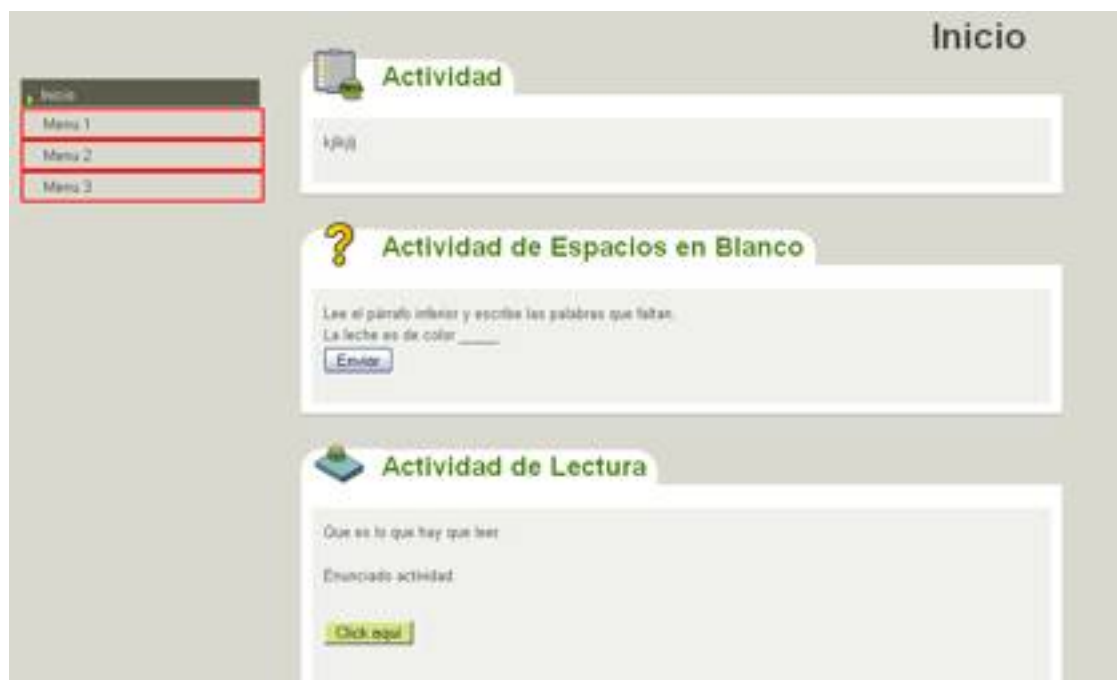 Inicio
Inicio
Menu 1
Menu 2
Menu 3
Actividad
Actividad de Espacios en Blanco
Lee el párrafo inferior y escribe las palabras que faltan.
La leche es de color _____
Enviar
Actividad de Lectura
Que es lo que hay que leer
Enunciado actividad
Click aquí